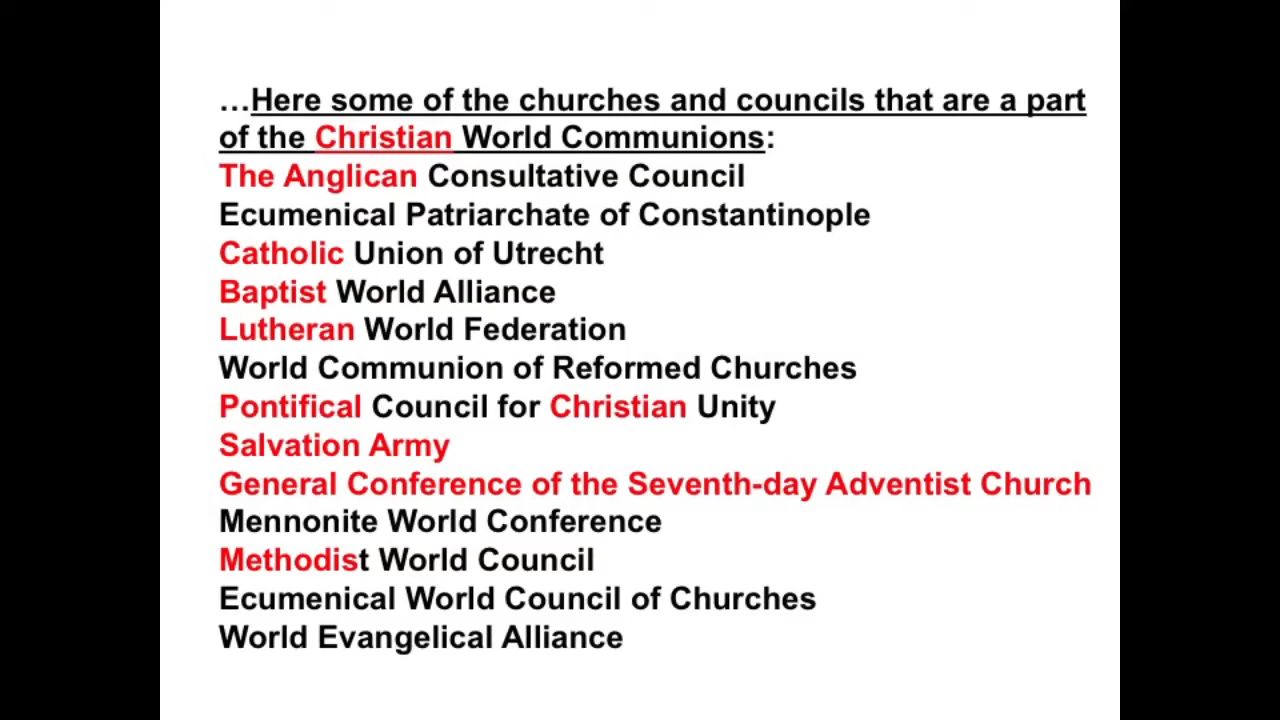 …Here some of the churches and councils that are a part
of the Christian World Communions:
The Anglican Consultative Council
Ecumenical Patriarchate of Constantinople
Catholic Union of Utrecht
Baptist World Alliance
Lutheran World Federation
World Communion of Reformed Churches
Pontifical Council for Christian Unity
Salvation Army
General Conference of the Seventh-day Adventist Church
Mennonite World Conference
Methodist World Council
Ecumenical World Council of Churches
World Evangelical Alliance